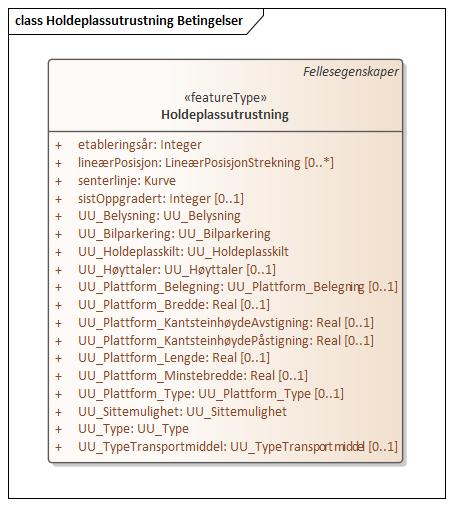 class Holdeplassutrustning Betingelser
Fellesegenskaper
«featureType»
Holdeplassutrustning
+ etableringsår: Integer
+ lineærPosisjon: LineærPosisjonStrekning [0..*]
+ senterlinje: Kurve
+ sistOppgradert: Integer [0..1]
+ UU_Belysning: UU_Belysning
+ UU_Bilparkering: UU_Bilparkering
+ UU_Holdeplasskilt: UU_Holdeplasskilt
+ UU_Høyttaler: UU_Høyttaler [0..1]
+ UU_Plattform_Belegning: UU_Plattform_Belegning [0..1]
+ UU_Plattform_Bredde: Real [0..1]
+ UU_Plattform_KantsteinhøydeAvstigning: Real [0..1]
+ UU_Plattform_KantsteinhøydePåstigning: Real [0..1]
+ UU_Plattform_Lengde: Real [0..1]
+ UU_Plattform_Minstebredde: Real [0..1]
+ UU_Plattform_Type: UU_Plattform_Type [0..1]
+ UU_Sittemulighet: UU_Sittemulighet
+ UU_Type: UU_Type
+ UU_TypeTransportmiddel: UU_TypeTransportmiddel [0..1]